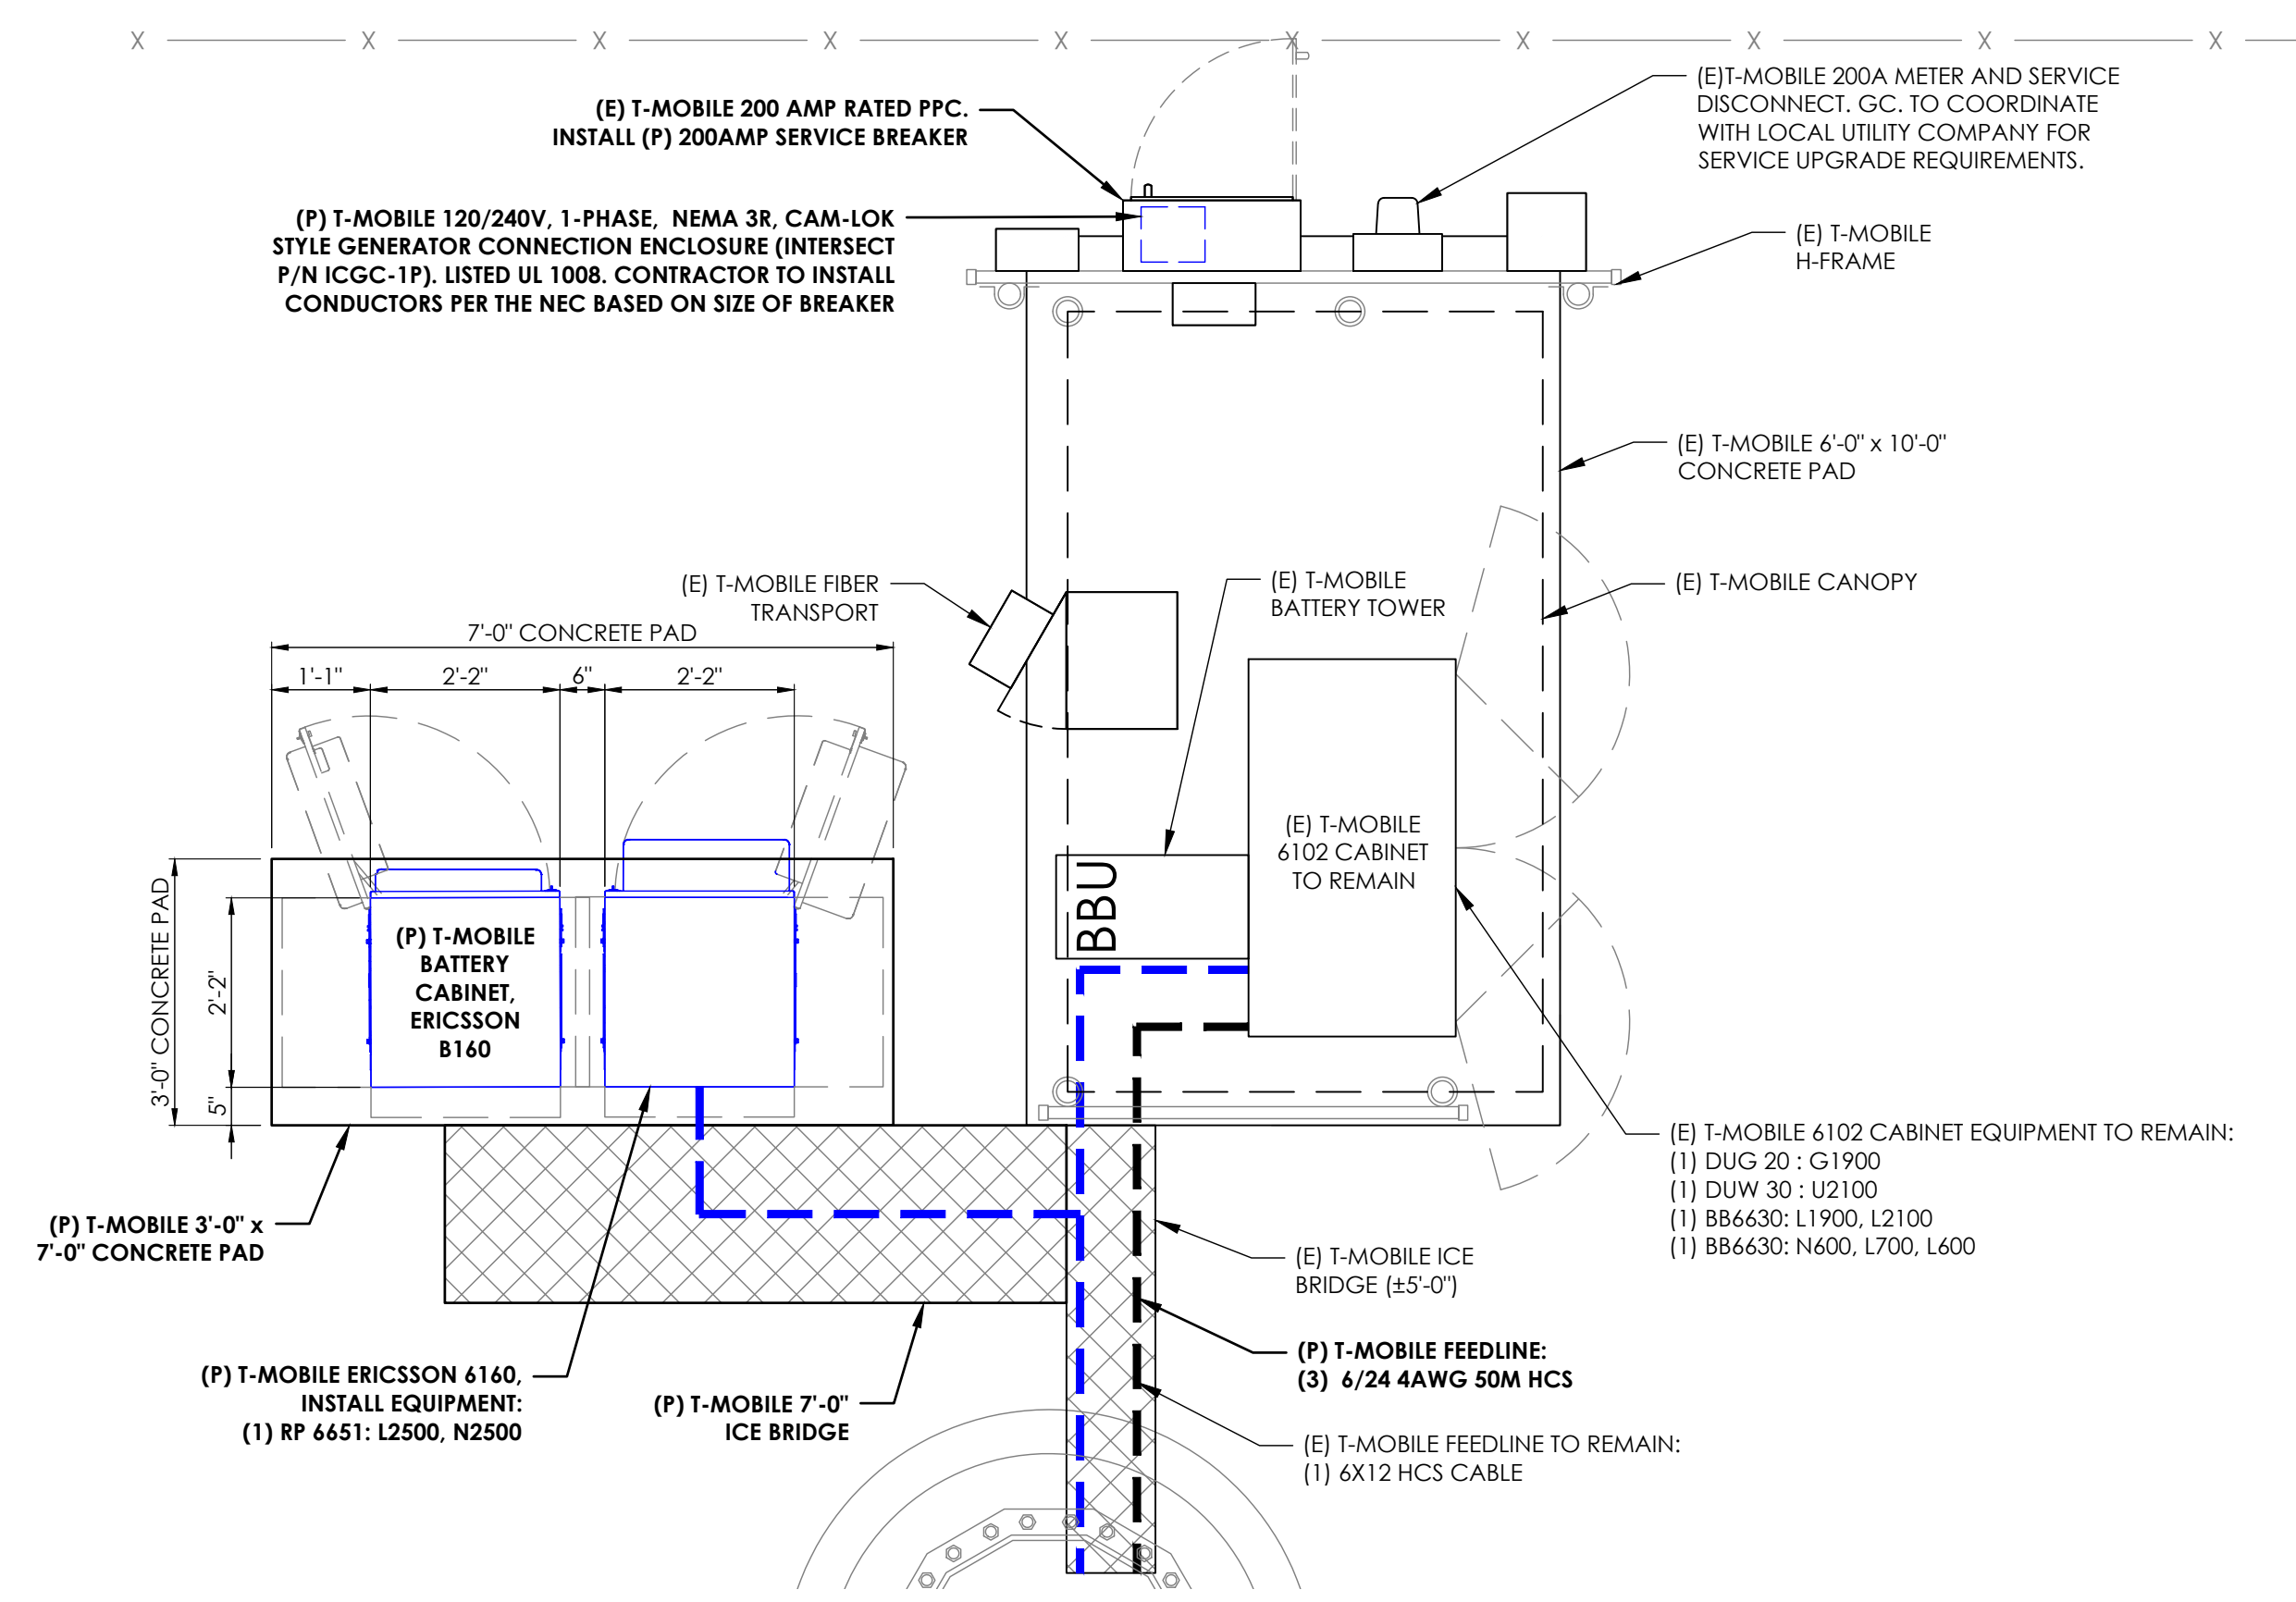 X X X X X X X X X X
(E) T-MOBILE 200 AMP RATED PPC.
INSTALL (P) 200AMP SERVICE BREAKER
(E)T-MOBILE 200A METER AND SERVICE
DISCONNECT. GC. TO COORDINATE
WITH LOCAL UTILITY COMPANY FOR
SERVICE UPGRADE REQUIREMENTS.
(P) T-MOBILE 120/240V, 1-PHASE, NEMA 3R, CAM-LOK
STYLE GENERATOR CONNECTION ENCLOSURE (INTERSECT
P/N ICGC-1P). LISTED UL 1008. CONTRACTOR TO INSTALL
CONDUCTORS PER THE NEC BASED ON SIZE OF BREAKER
(E) T-MOBILE
H-FRAME
(E) T-MOBILE 6'-0" x 10'-0"
CONCRETE PAD
(E) T-MOBILE FIBER
TRANSPORT
(E) T-MOBILE
BATTERY TOWER
(E) T-MOBILE CANOPY
7'-0" CONCRETE PAD
1'-1"
2'-2"
6"
2'-2"
(E) T-MOBILE
6102 CABINET
TO REMAIN
BBU
3'-0" CONCRETE PAD
2'-2"
5"
(P) T-MOBILE
BATTERY
CABINET,
ERICSSON
B160
(P) T-MOBILE 3'-0" x
7'-0" CONCRETE PAD
(E) T-MOBILE 6102 CABINET EQUIPMENT TO REMAIN:
(1) DUG 20 : G1900
(1) DUW 30 : U2100
(1) BB6630: L1900, L2100
(1) BB6630: N600, L700, L600
(E) T-MOBILE ICE
BRIDGE (±5'-0")
(P) T-MOBILE FEEDLINE:
(3) 6/24 4AWG 50M HCS
(P) T-MOBILE ERICSSON 6160,
INSTALL EQUIPMENT:
(1) RP 6651: L2500, N2500
(P) T-MOBILE 7'-0"
ICE BRIDGE
(E) T-MOBILE FEEDLINE TO REMAIN:
(1) 6X12 HCS CABLE